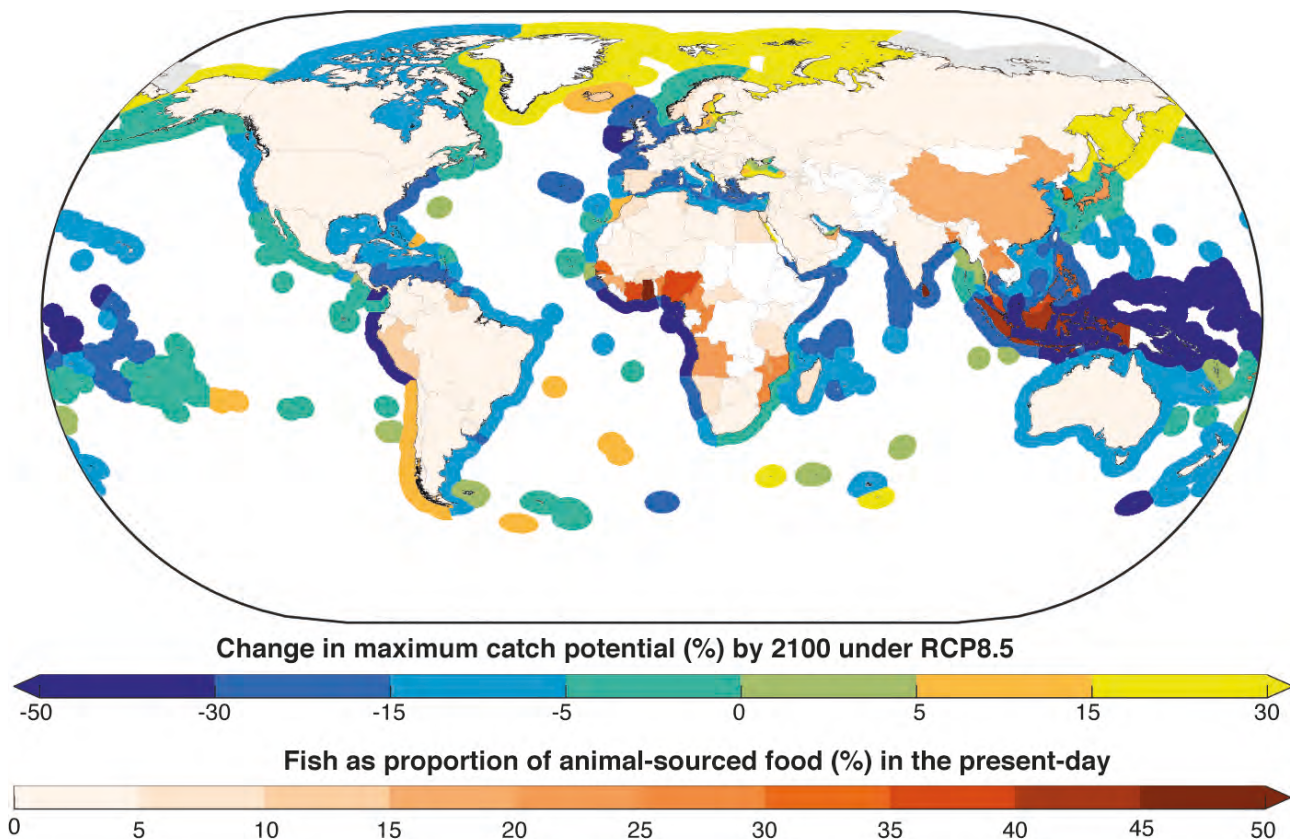 Change in maximum catch potential (%) by 2100 under RCP8.5
-50 -30 -15 -5 0 5 15 30
Fish as proportion of animal-sourced food (%) in the present-day
0 5 10 15 20 25 30 35 40 45 50